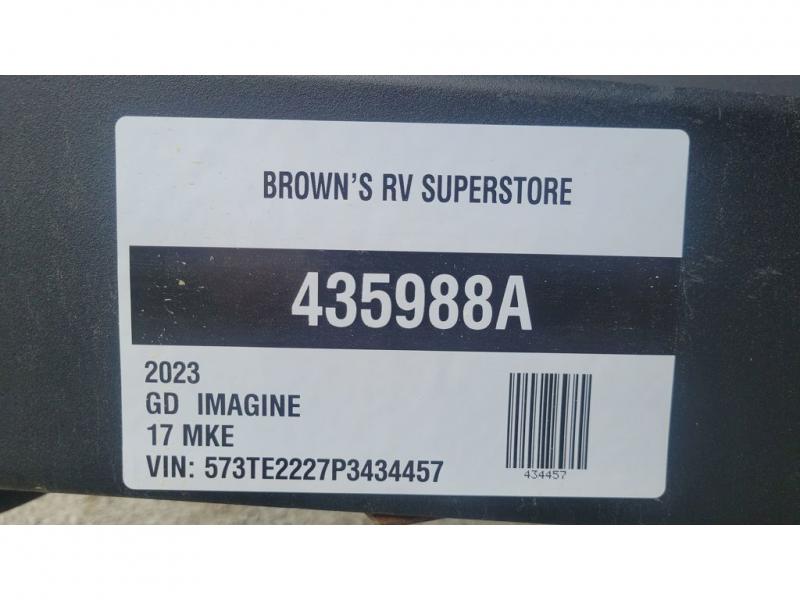 BROWN'S RV SUPERSTORE
435988A
2023
GD IMAGINE
17 MKE
VIN: 573TE2227P3434457
434457